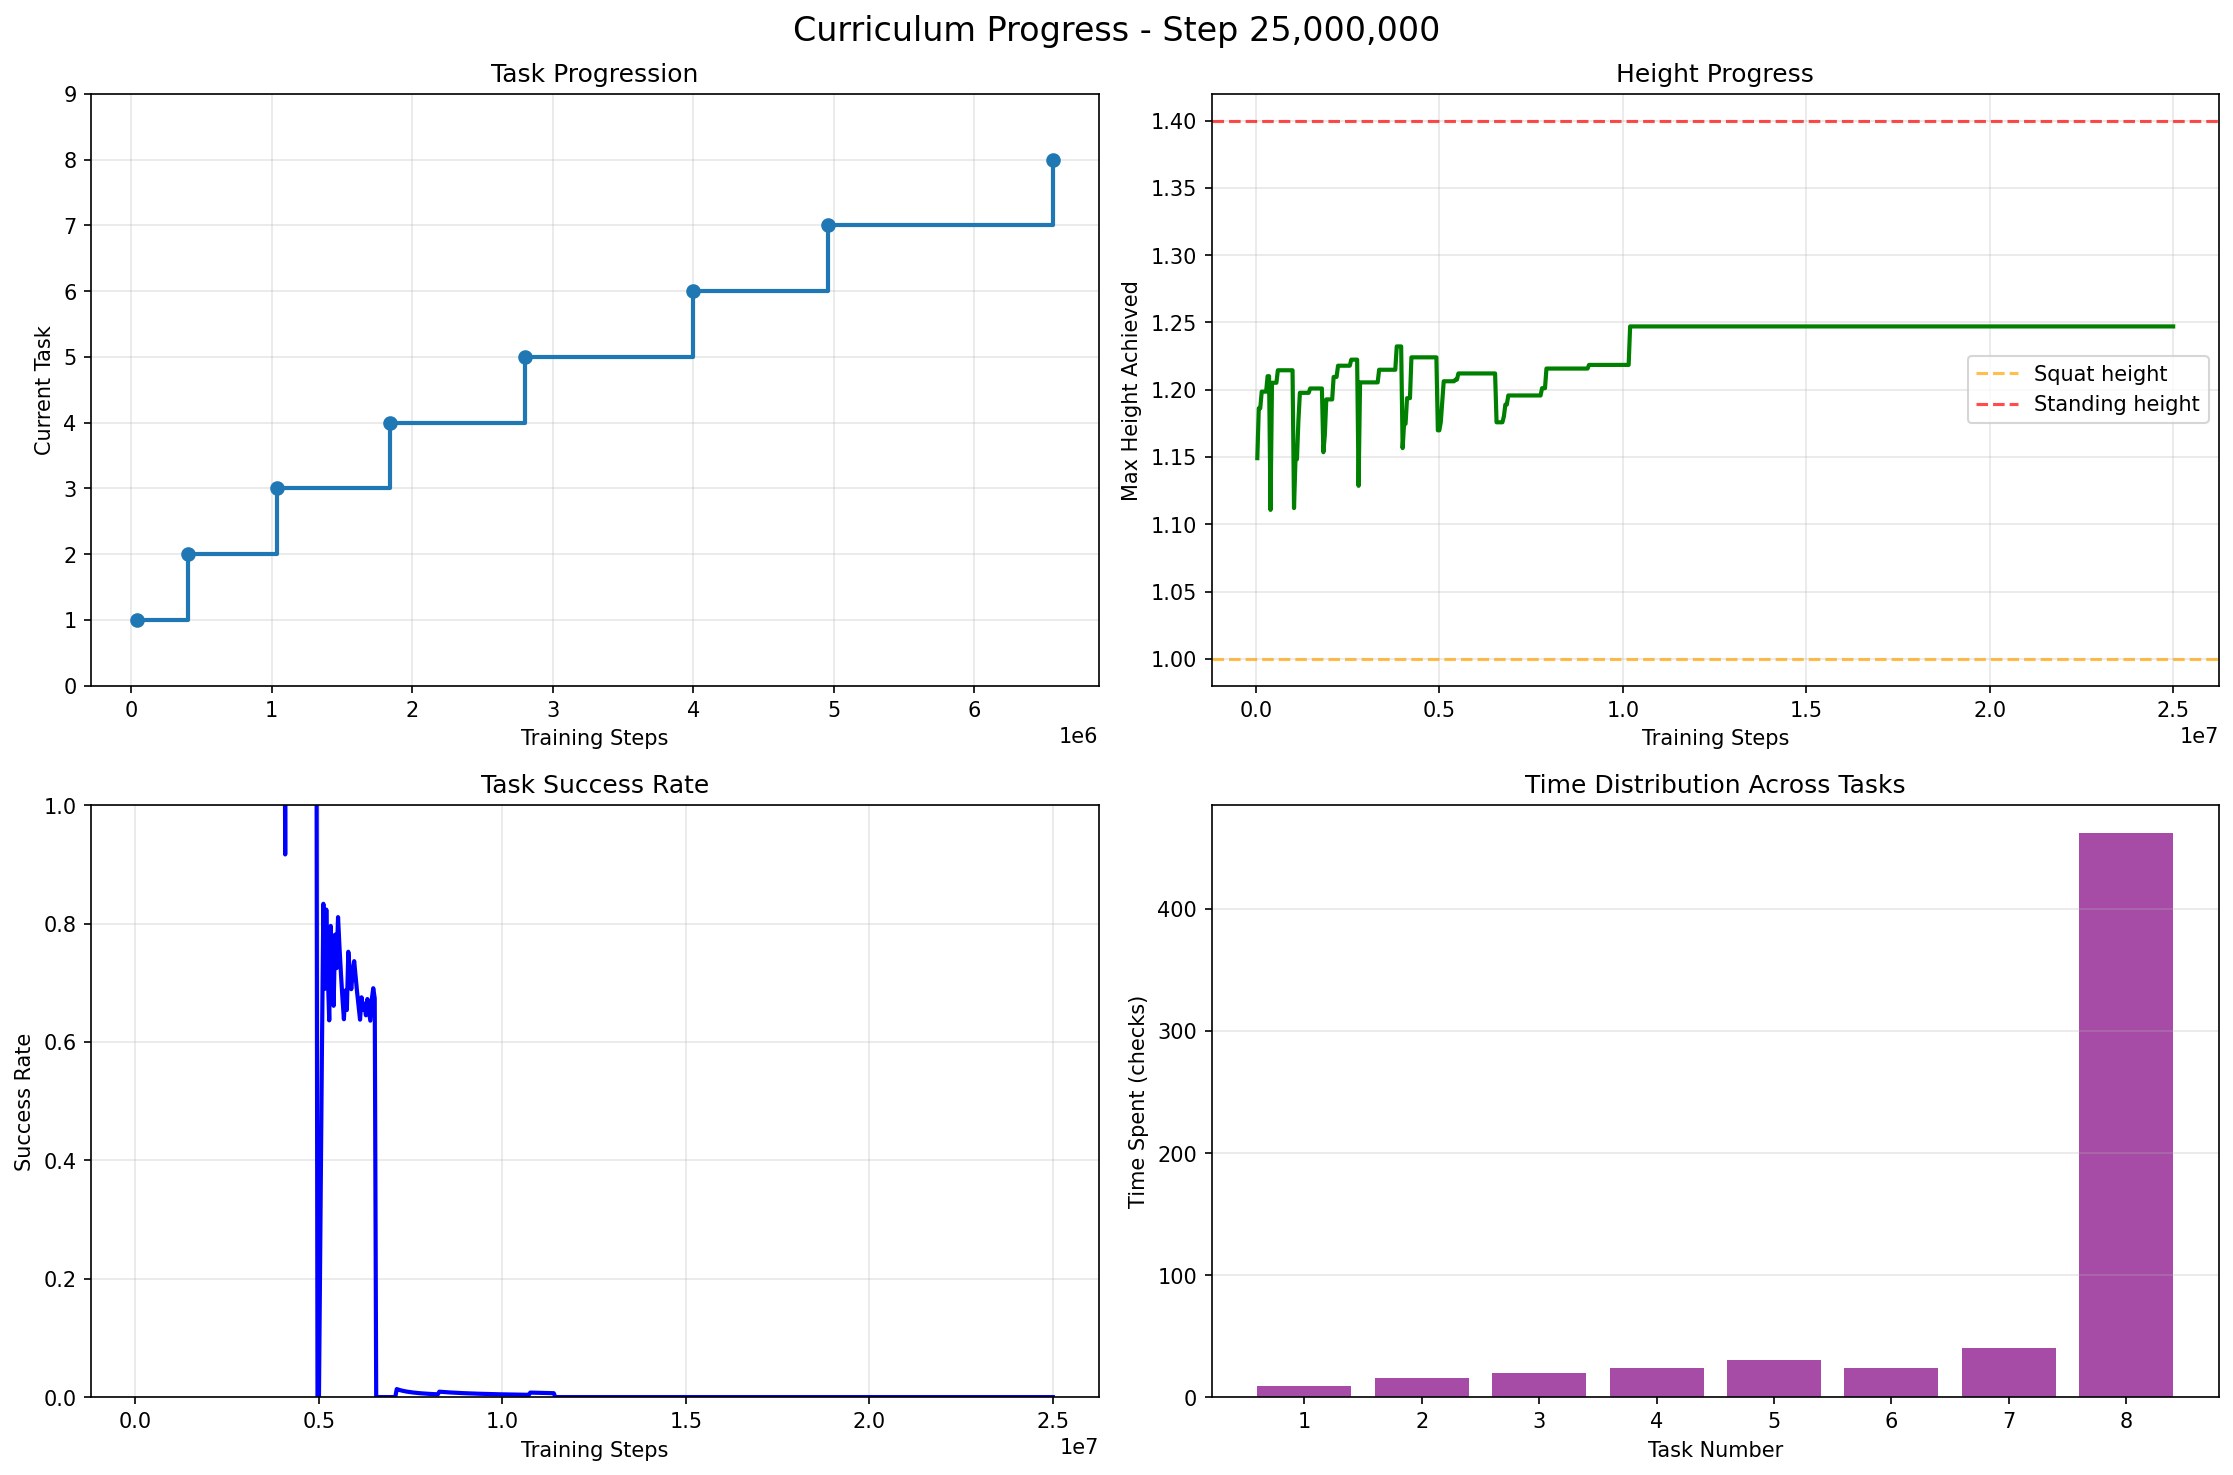 Curriculum Progress - Step 25,000,000
Task Progression
Current Task
9
8
7
6
5
4
3
2
1
0
0 1 2 3 4 5 6
1e6
Training Steps
Height Progress
Max Height Achieved
1.40
1.35
1.30
1.25
1.20
1.15
1.10
1.05
1.00
Squat height
Standing height
0.0 0.5 1.0 1.5 2.0 2.5
1e7
Training Steps
Task Success Rate
Success Rate
1.0
0.8
0.6
0.4
0.2
0.0
0.0 0.5 1.0 1.5 2.0 2.5
1e7
Training Steps
Time Distribution Across Tasks
Time Spent (checks)
400
300
200
100
0
1 2 3 4 5 6 7 8
Task Number